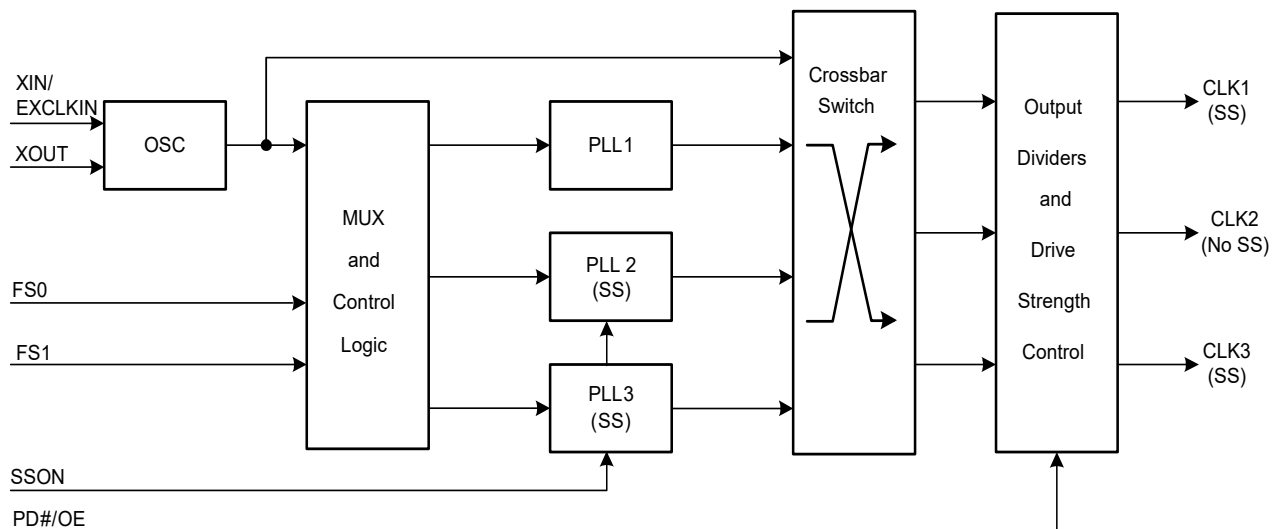 XIN/
EXCLKIN
XOUT
OSC
FS0
FS1
SSON
PD#/OE
MUX
and
Control
Logic
PLL1
PLL 2
(SS)
PLL3
(SS)
Crossbar
Switch
Output
Dividers
and
Drive
Strength
Control
CLK1
(SS)
CLK2
(No SS)
CLK3
(SS)